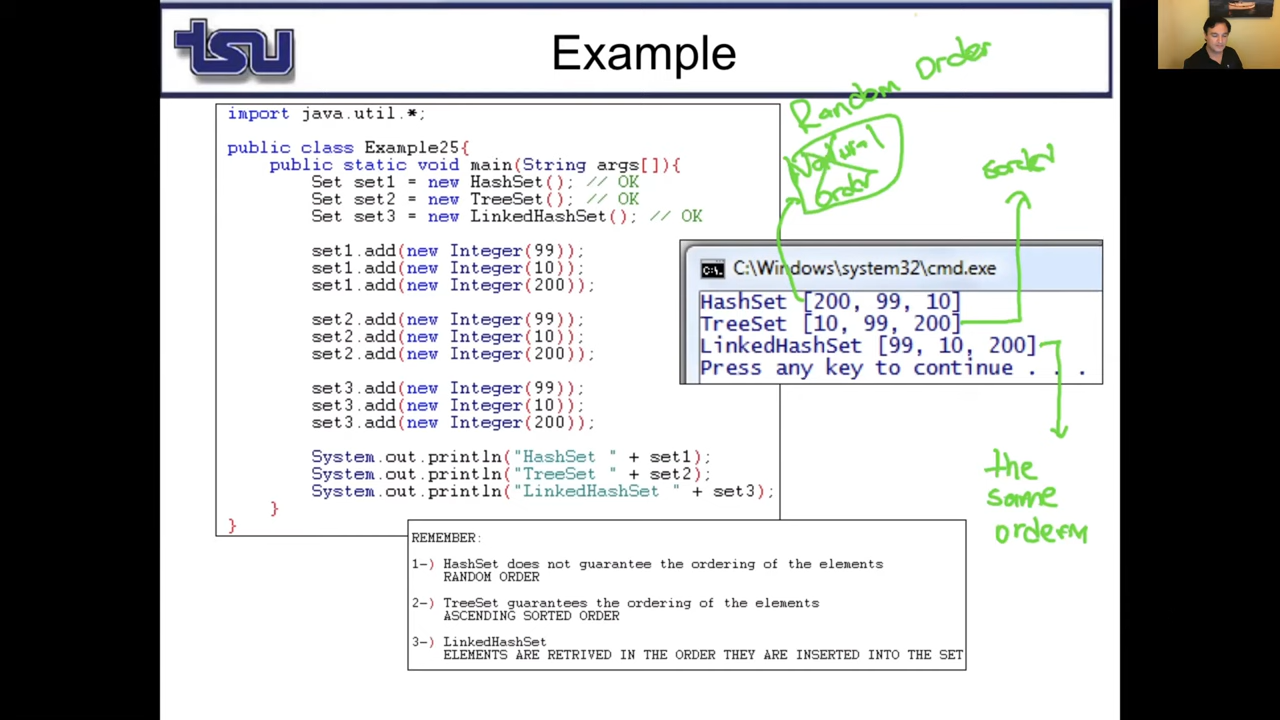 tsu
Example
Random Order
sorder
import java.util.*;
public class Example25{
public static void main(String args[]){
Set set1 = new HashSet(); // OK
Set set2 = new TreeSet(); // OK
Set set3 = new LinkedHashSet(); // OK
set1.add(new Integer(99));
set1.add(new Integer(10));
set1.add(new Integer(200));
set2.add(new Integer(99));
set2.add(new Integer(10));
set2.add(new Integer(200));
set3.add(new Integer(99));
set3.add(new Integer(10));
set3.add(new Integer(200));
System.out.println("HashSet " + set1);
System.out.println("TreeSet " + set2);
System.out.println("LinkedHashSet " + set3);
}
}
order
C:\Windows\system32\cmd.exe
HashSet [200, 99, 10]
TreeSet [10, 99, 200]
LinkedHashSet [99, 10, 200]
Press any key to continue . . .
the
same
REMEMBER:
1-) HashSet does not guarantee the ordering of the elements
RANDOM ORDER
2-) TreeSet guarantees the ordering of the elements
ASCENDING SORTED ORDER
3-) LinkedHashSet
ELEMENTS ARE RETRIVED IN THE ORDER THEY ARE INSERTED INTO THE SET